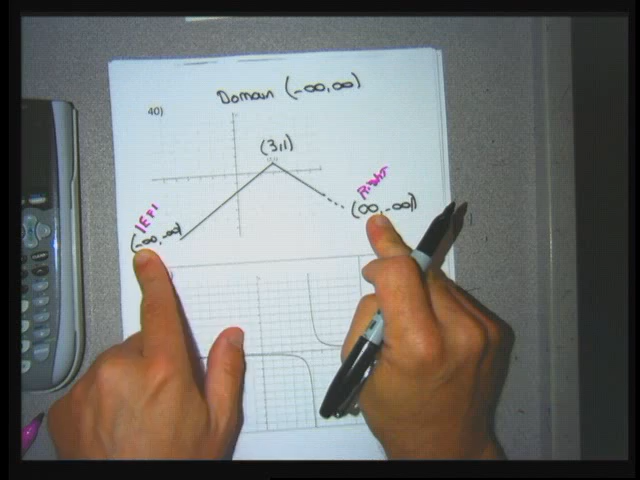 Domain (-∞,∞)
40)
(3,1)
Right
(∞,-∞)
left
(-∞,-∞)